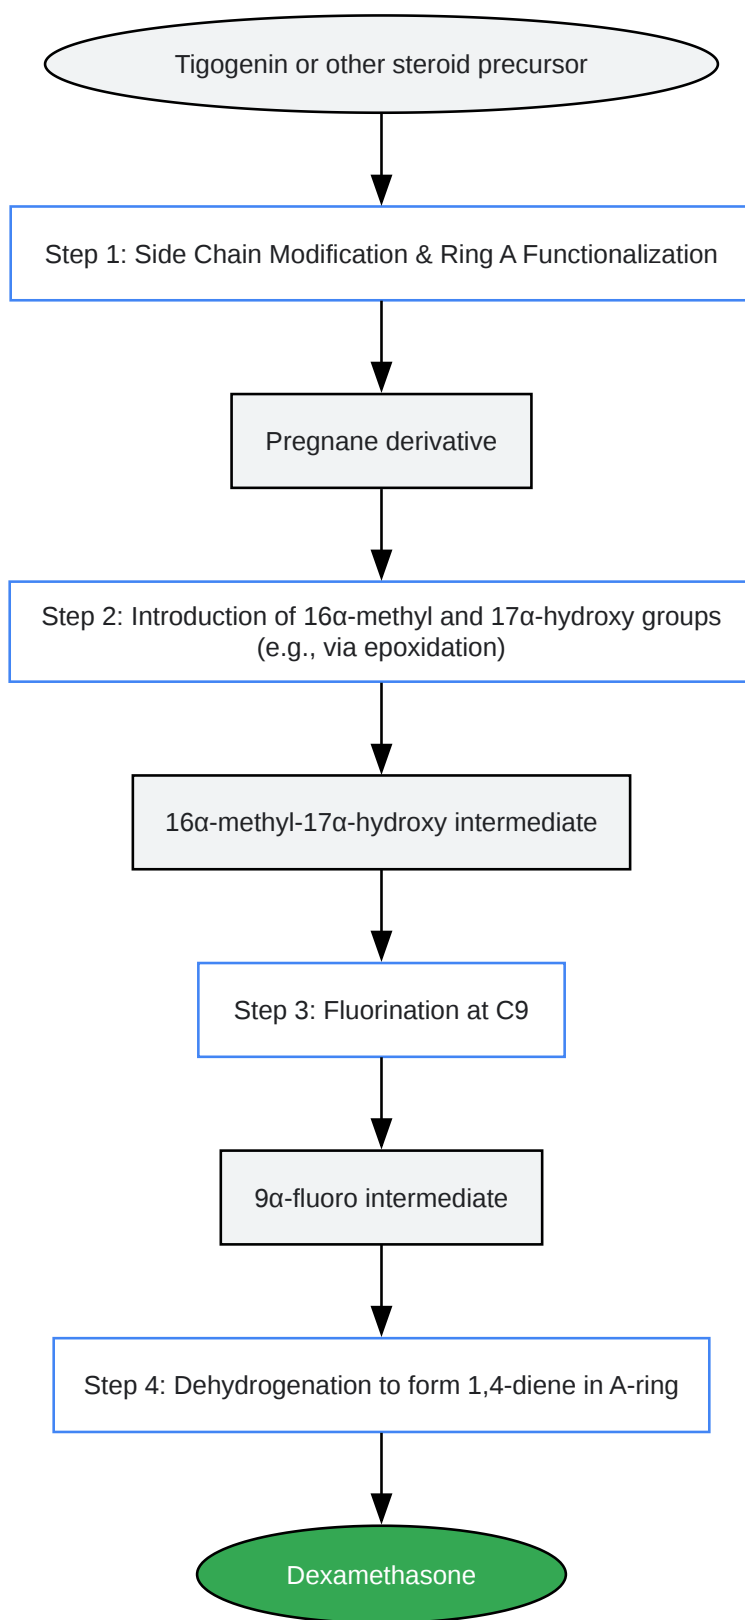 Tigogenin or other steroid precursor
Step 1: Side Chain Modification & Ring A Functionalization
Pregnane derivative
Step 2: Introduction of 16α-methyl and 17α-hydroxy groups
(e.g., via epoxidation)
16α-methyl-17α-hydroxy intermediate
Step 3: Fluorination at C9
9α-fluoro intermediate
Step 4: Dehydrogenation to form 1,4-diene in A-ring
Dexamethasone